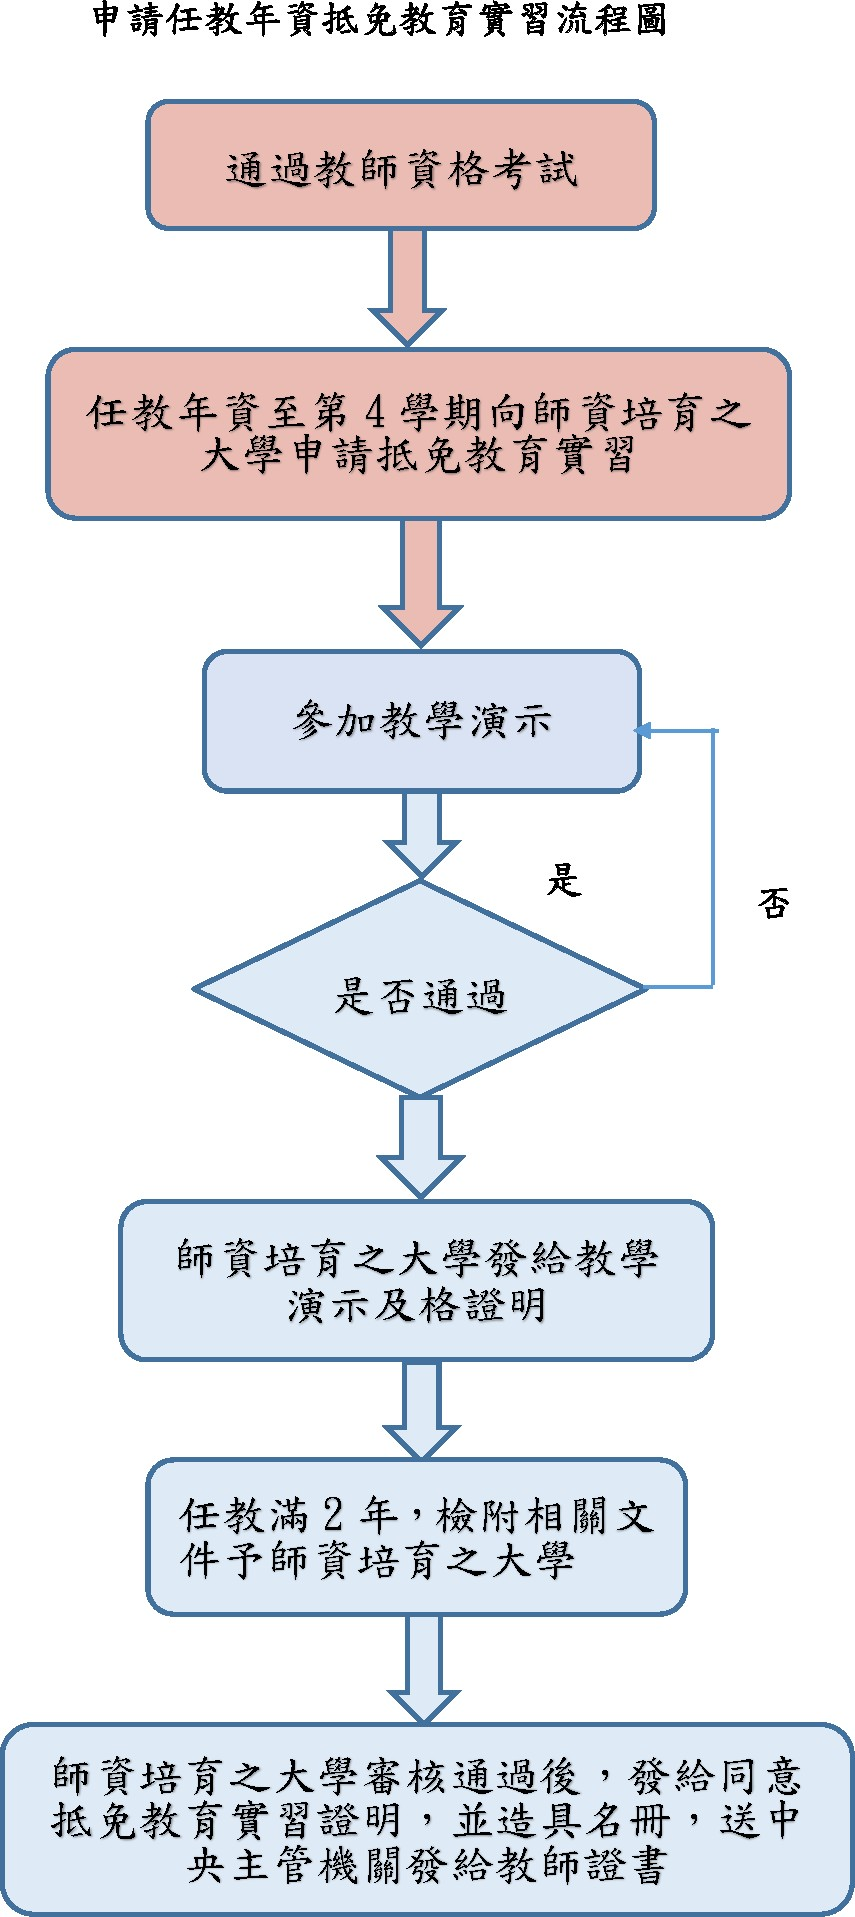 申請任教年資抵免教育實習流程圖
通過教師資格考試
任教年資至第4學期向師資培育之
大學申請抵免教育實習
參加教學演示
是
否
是否通過
師資培育之大學發給教學
演示及格證明
任教滿2年，檢附相關文
件予師資培育之大學
師資培育之大學審核通過後，發給同意
抵免教育實習證明，並造具名冊，送中
央主管機關發給教師證書